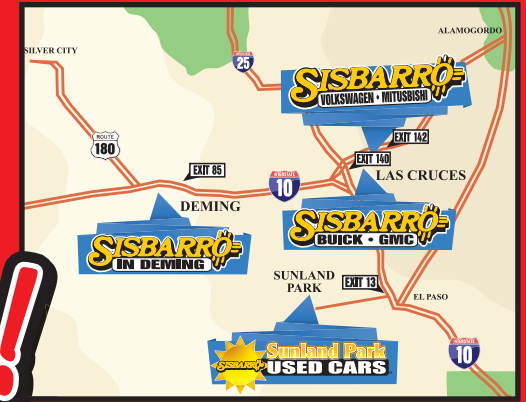 ALAMOGORDO
SILVER CITY
INTERSTATE
25
SISBARRO
VOLKSWAGEN • MITUSBISHI
EXIT 142
ROUTE
US
180
EXIT 140
EXIT 85
INTERSTATE
10
LAS CRUCES
DEMING
SISBARRO
BUICK • GMC
SISBARRO
IN DEMING
SUNLAND
PARK
EXIT 13
EL PASO
SISBARRO
Sunland Park
USED CARS
INTERSTATE
10